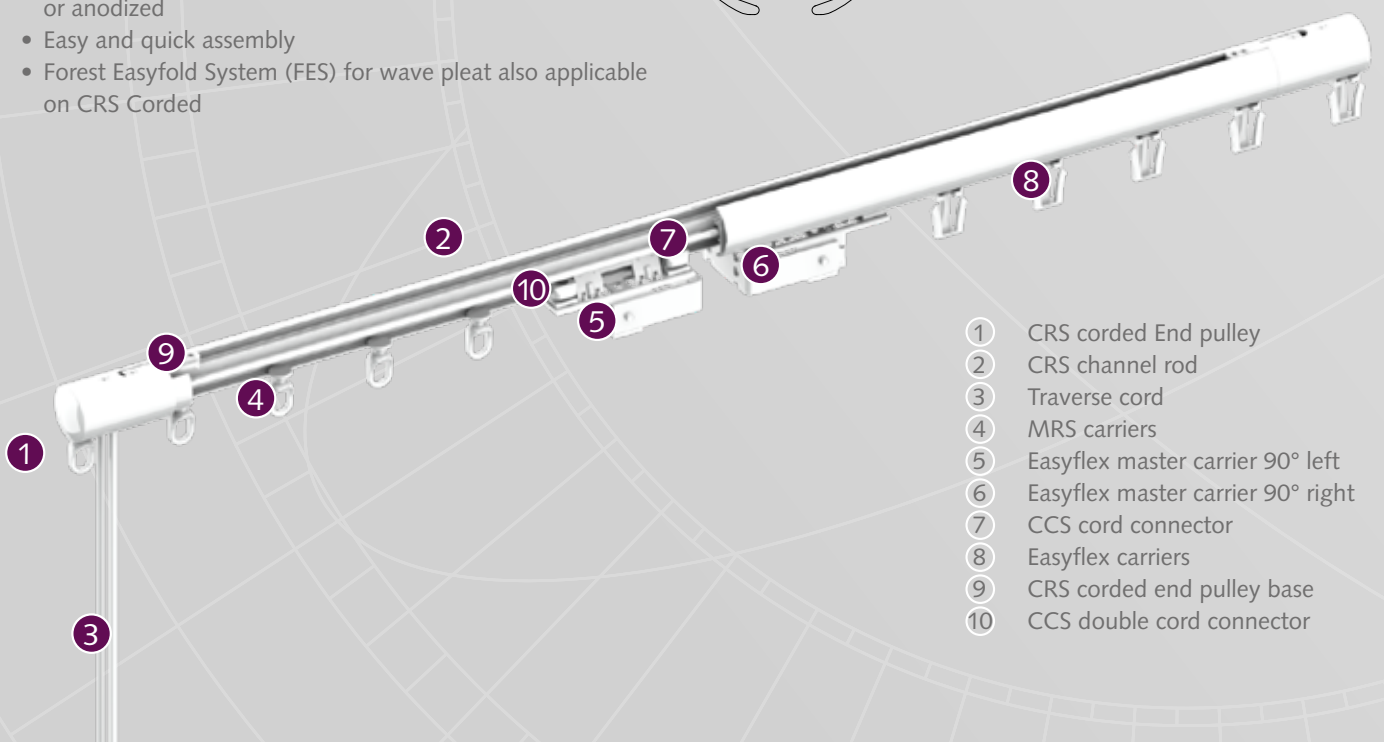 or anodized
• Easy and quick assembly
• Forest Easyfold System (FES) for wave pleat also applicable
on CRS Corded
2
8
7
6
10
5
9
4
1
3
1 CRS corded End pulley
2 CRS channel rod
3 Traverse cord
4 MRS carriers
5 Easyflex master carrier 90° left
6 Easyflex master carrier 90° right
7 CCS cord connector
8 Easyflex carriers
9 CRS corded end pulley base
10 CCS double cord connector